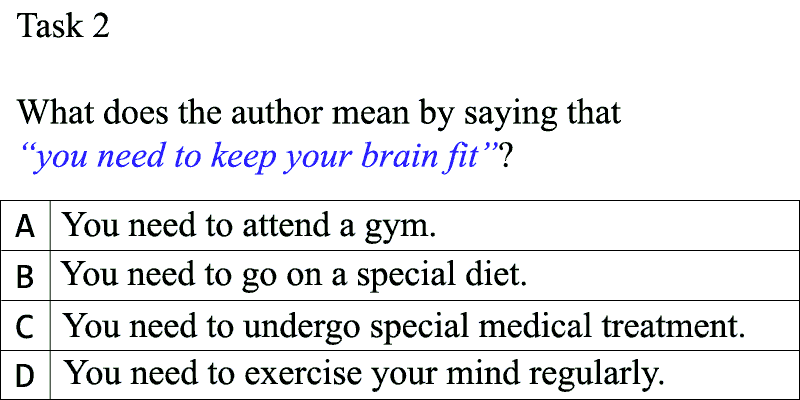 Task 2
What does the author mean by saying that
“you need to keep your brain fit”?
A You need to attend a gym.
B You need to go on a special diet.
C You need to undergo special medical treatment.
D You need to exercise your mind regularly.